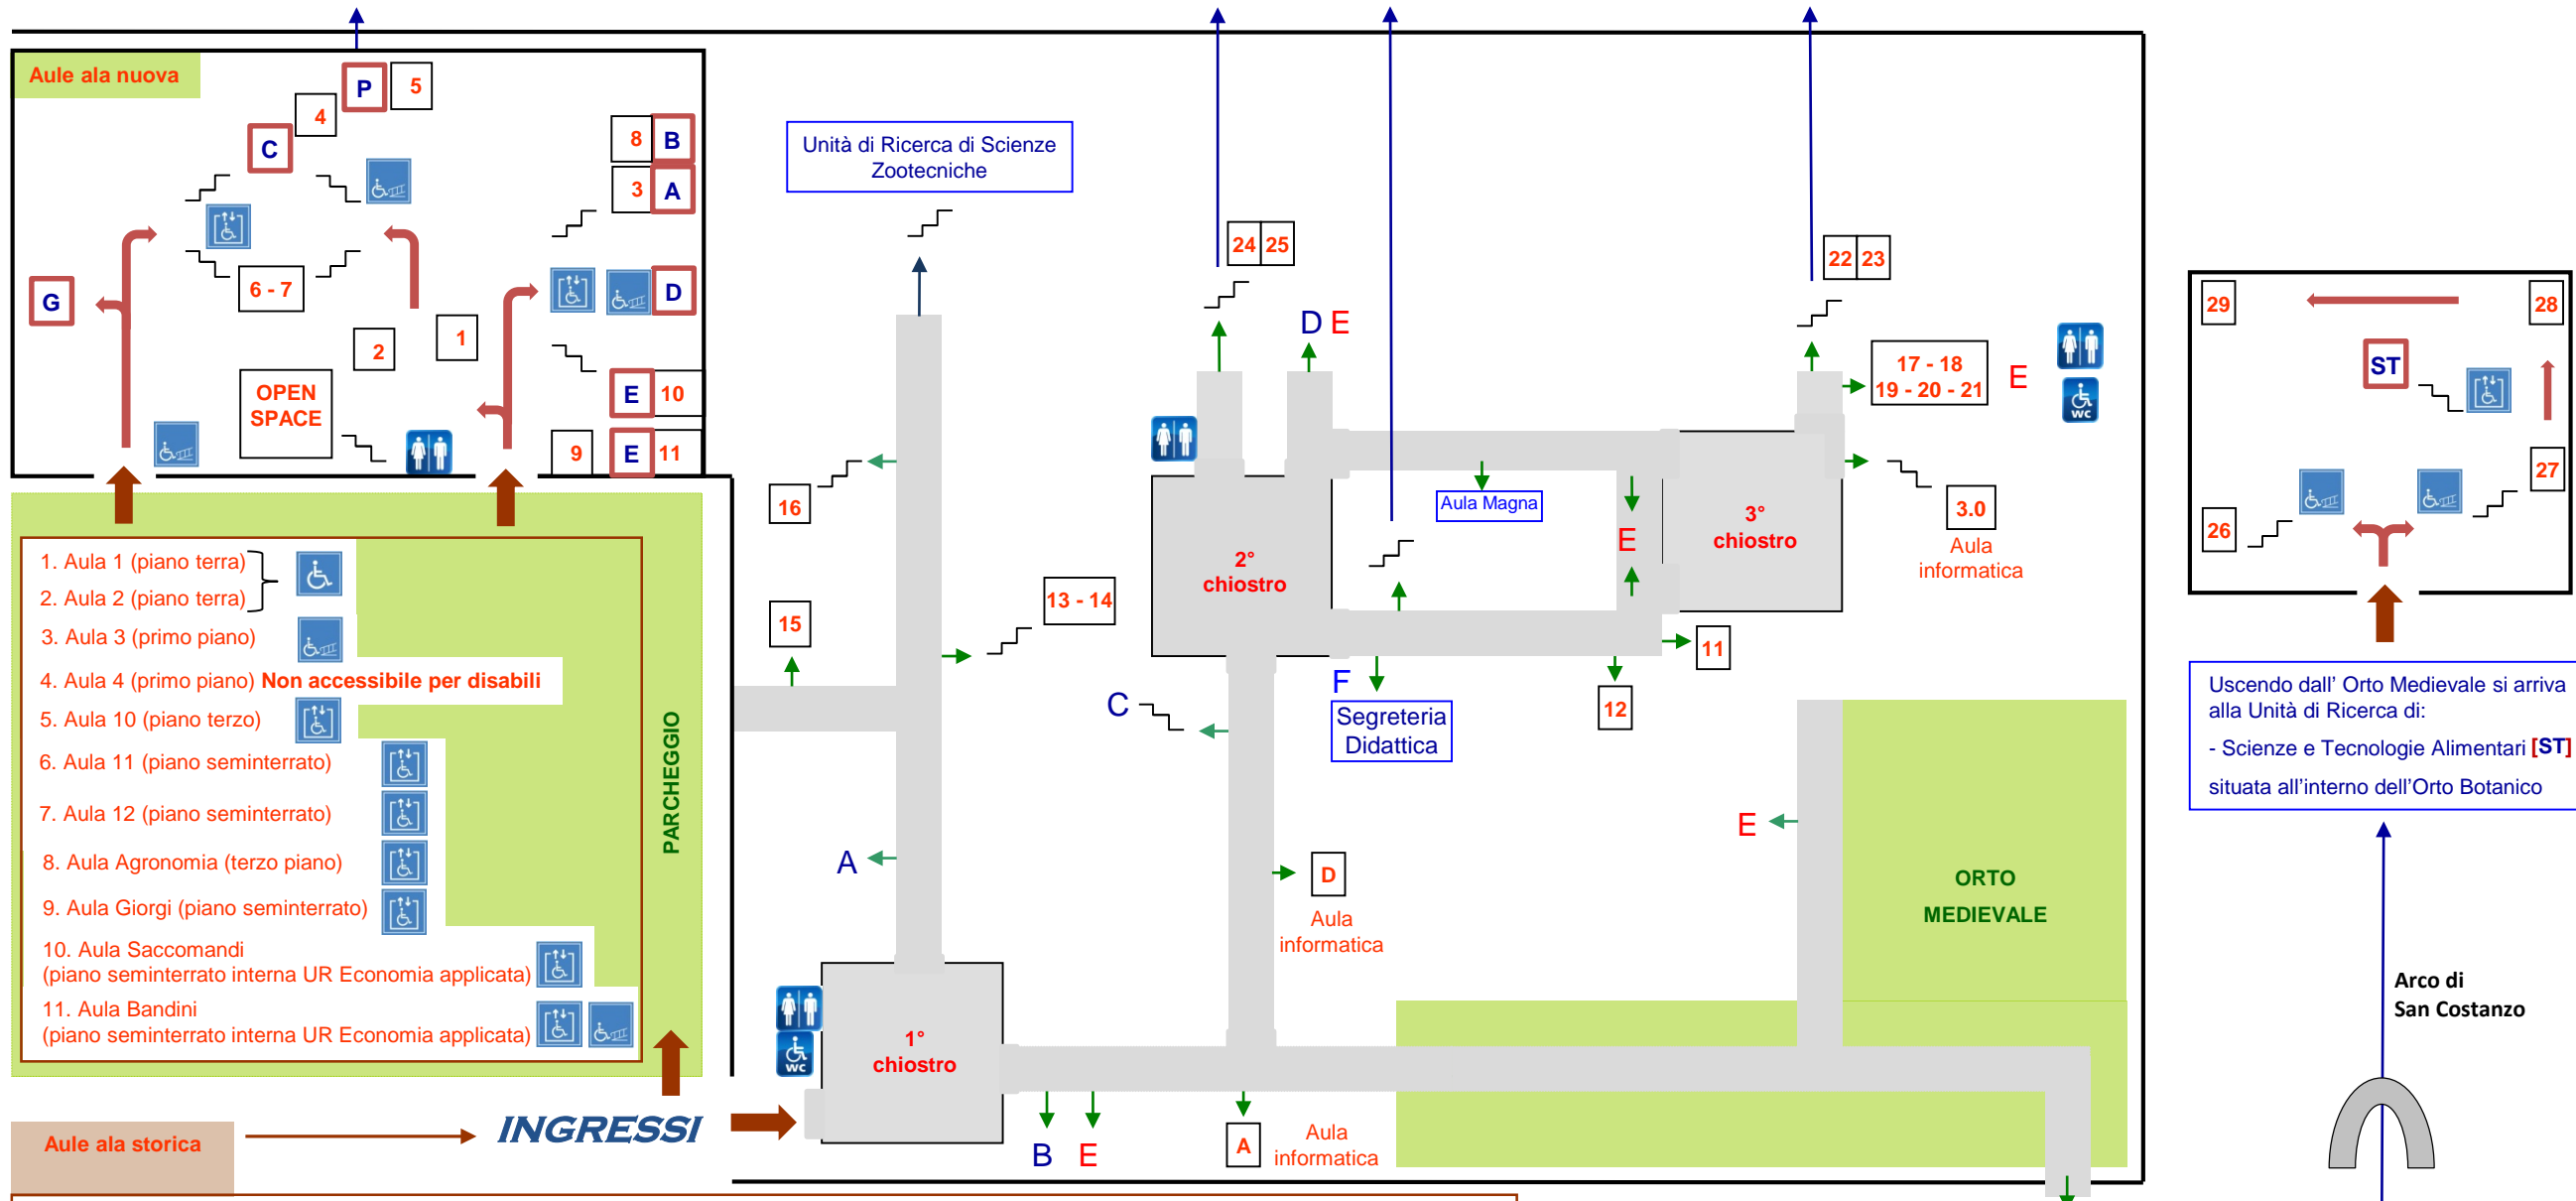 Aule ala nuova
P
5
4
C
8
B
3
A
G
6 - 7
D
1
2
OPEN
SPACE
E
10
9
E
11
Unità di Ricerca di Scienze
Zootecniche
24
25
22
23
D E
17 - 18
19 - 20 - 21
E
wc
16
Aula Magna
E
3.0
Aula
informatica
2°
chiostro
3°
chiostro
13 - 14
15
11
12
C
F
Segreteria
Didattica
A
D
Aula
informatica
E
ORTO
MEDIEVALE
wc
1°
chiostro
B
E
A
Aula
informatica
1. Aula 1 (piano terra)
2. Aula 2 (piano terra)
3. Aula 3 (primo piano)
4. Aula 4 (primo piano) Non accessibile per disabili
5. Aula 10 (piano terzo)
6. Aula 11 (piano seminterrato)
7. Aula 12 (piano seminterrato)
8. Aula Agronomia (terzo piano)
9. Aula Giorgi (piano seminterrato)
10. Aula Saccomandi
(piano seminterrato interna UR Economia applicata)
11. Aula Bandini
(piano seminterrato interna UR Economia applicata)
PARCHEGGIO
Aule ala storica
INGRESSI
29
28
ST
27
26
Uscendo dall' Orto Medievale si arriva
alla Unità di Ricerca di:
- Scienze e Tecnologie Alimentari [ST]
situata all'interno dell'Orto Botanico
Arco di
San Costanzo